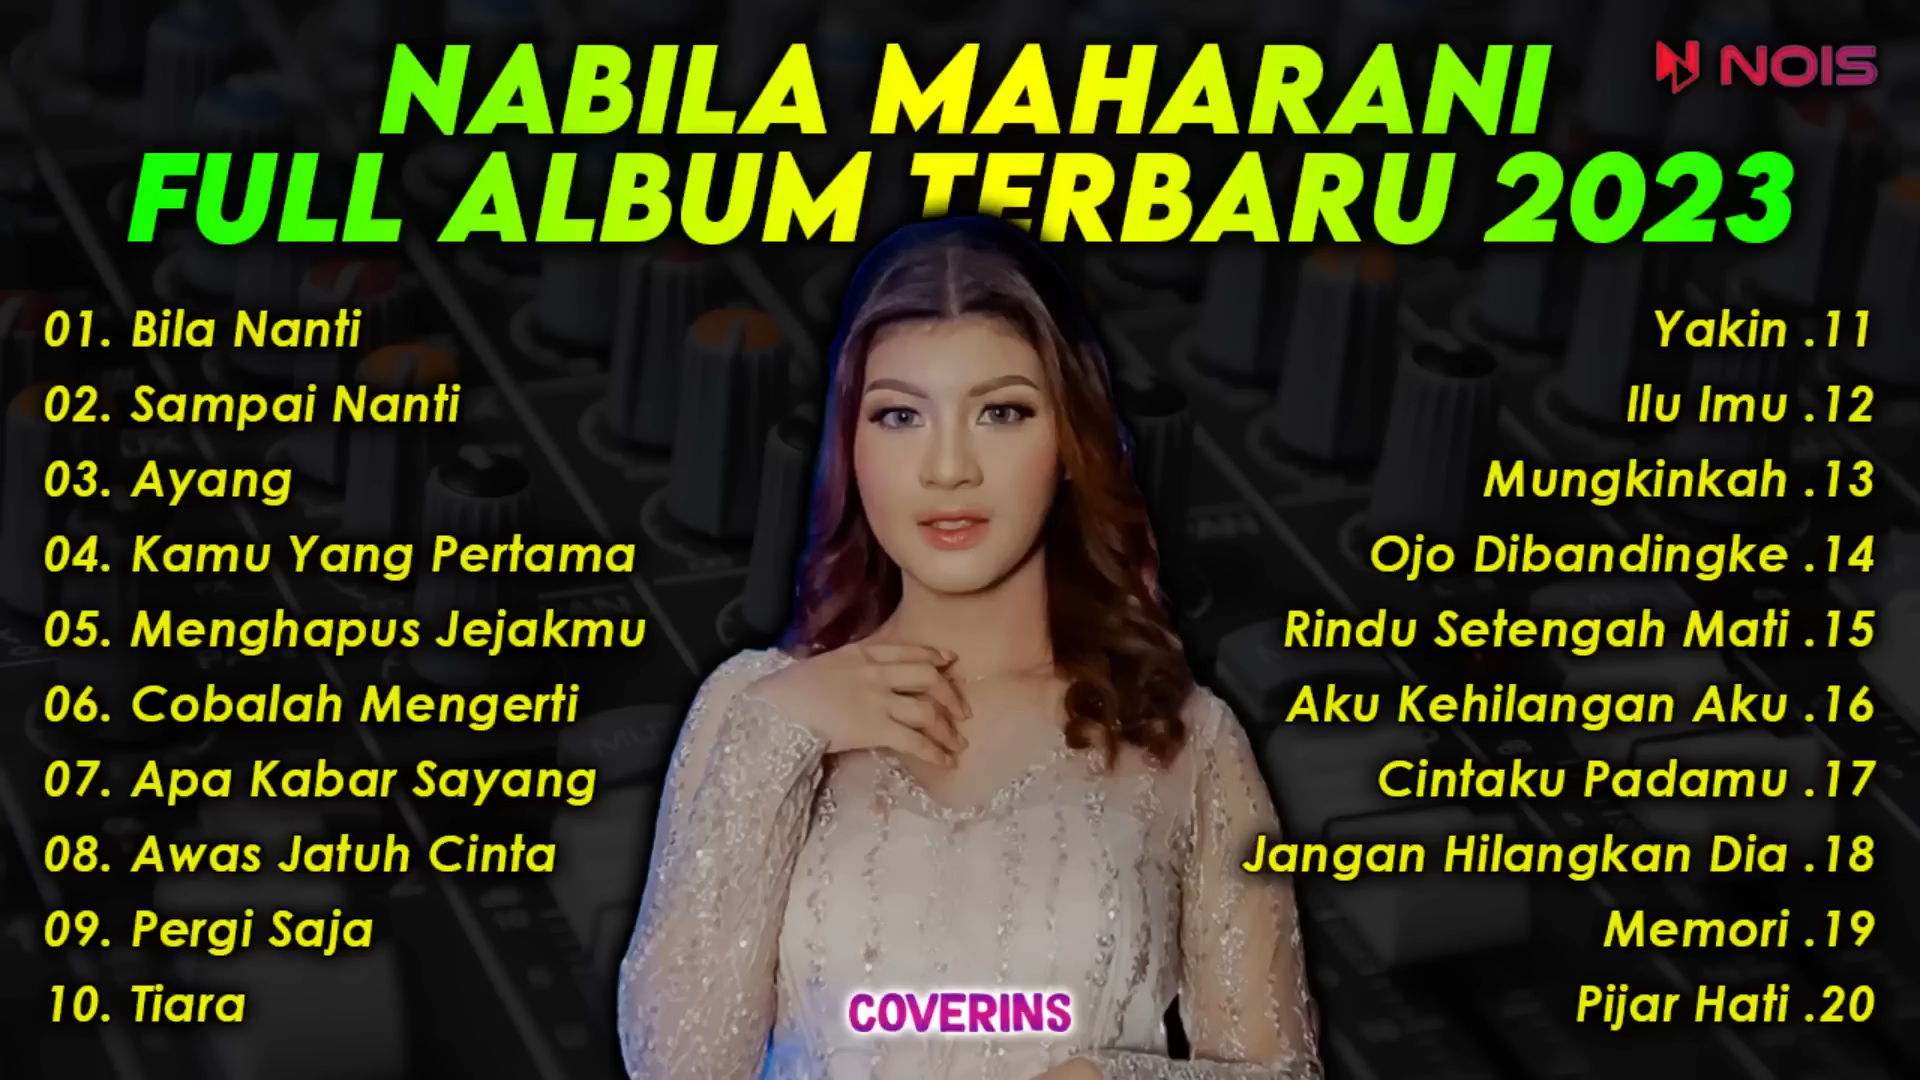 NABILA MAHARANI
NOIS
FULL ALBUM TERBARU 2023
01. Bila Nanti
02. Sampai Nanti
03. Ayang
04. Kamu Yang Pertama
05. Menghapus Jejakmu
06. Cobalah Mengerti
07. Apa Kabar Sayang
08. Awas Jatuh Cinta
09. Pergi Saja
10. Tiara
Yakin .11
Ilu Imu .12
Mungkinkah .13
Ojo Dibandingke .14
Rindu Setengah Mati .15
Aku Kehilangan Aku .16
Cintaku Padamu .17
Jangan Hilangkan Dia .18
Memori .19
Pijar Hati .20
COVERINS